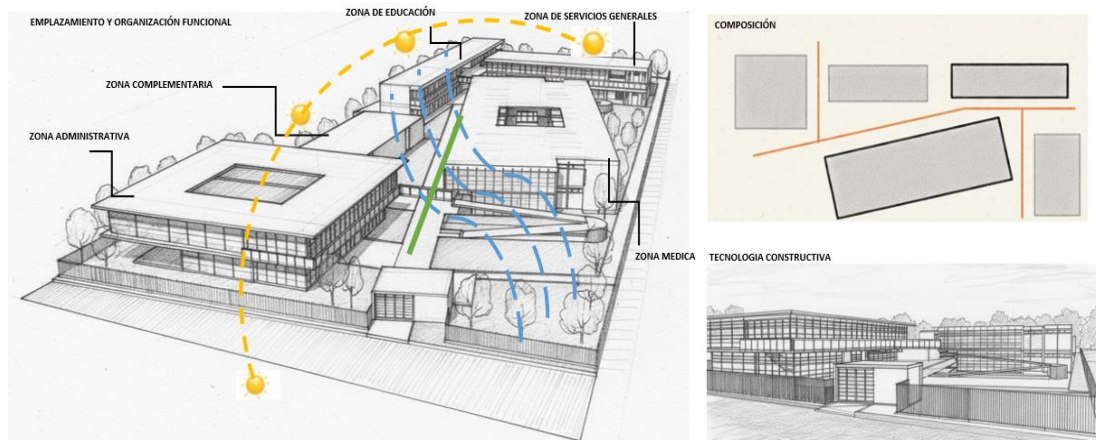 EMPLAZAMIENTO Y ORGANIZACIÓN FUNCIONAL
ZONA DE EDUCACIÓN
ZONA DE SERVICIOS GENERALES
ZONA COMPLEMENTARIA
ZONA ADMINISTRATIVA
ZONA MEDICA
COMPOSICIÓN
TECNOLOGIA CONSTRUCTIVA